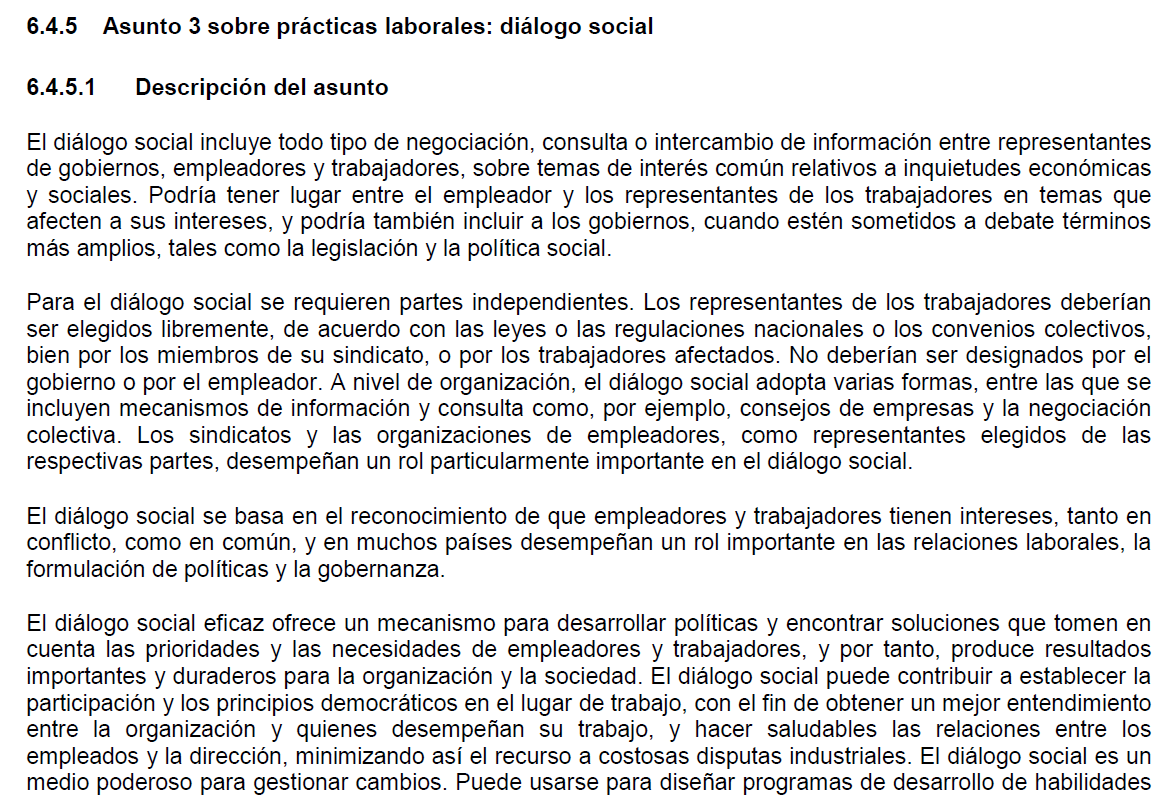 6.4.5 Asunto 3 sobre prácticas laborales: diálogo social
6.4.5.1 Descripción del asunto
El diálogo social incluye todo tipo de negociación, consulta o intercambio de información entre representantes
de gobiernos, empleadores y trabajadores, sobre temas de interés común relativos a inquietudes económicas
y sociales. Podría tener lugar entre el empleador y los representantes de los trabajadores en temas que
afecten a sus intereses, y podría también incluir a los gobiernos, cuando estén sometidos a debate términos
más amplios, tales como la legislación y la política social.
Para el diálogo social se requieren partes independientes. Los representantes de los trabajadores deberían
ser elegidos libremente, de acuerdo con las leyes o las regulaciones nacionales o los convenios colectivos,
bien por los miembros de su sindicato, o por los trabajadores afectados. No deberían ser designados por el
gobierno o por el empleador. A nivel de organización, el diálogo social adopta varias formas, entre las que se
incluyen mecanismos de información y consulta como, por ejemplo, consejos de empresas y la negociación
colectiva. Los sindicatos y las organizaciones de empleadores, como representantes elegidos de las
respectivas partes, desempeñan un rol particularmente importante en el diálogo social.
El diálogo social se basa en el reconocimiento de que empleadores y trabajadores tienen intereses, tanto en
conflicto, como en común, y en muchos países desempeñan un rol importante en las relaciones laborales, la
formulación de políticas y la gobernanza.
El diálogo social eficaz ofrece un mecanismo para desarrollar políticas y encontrar soluciones que tomen en
cuenta las prioridades y las necesidades de empleadores y trabajadores, y por tanto, produce resultados
importantes y duraderos para la organización y la sociedad. El diálogo social puede contribuir a establecer la
participación y los principios democráticos en el lugar de trabajo, con el fin de obtener un mejor entendimiento
entre la organización y quienes desempeñan su trabajo, y hacer saludables las relaciones entre los
empleados y la dirección, minimizando así el recurso a costosas disputas industriales. El diálogo social es un
medio poderoso para gestionar cambios. Puede usarse para diseñar programas de desarrollo de habilidades